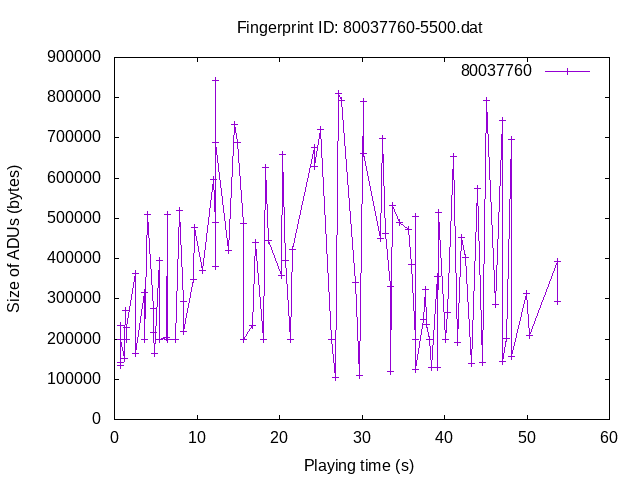 Fingerprint ID: 80037760-5500.dat
900000
80037760
800000
700000
600000
500000
400000
300000
200000
100000
0
Size of ADUs (bytes)
0 10 20 30 40 50 60
Playing time (s)